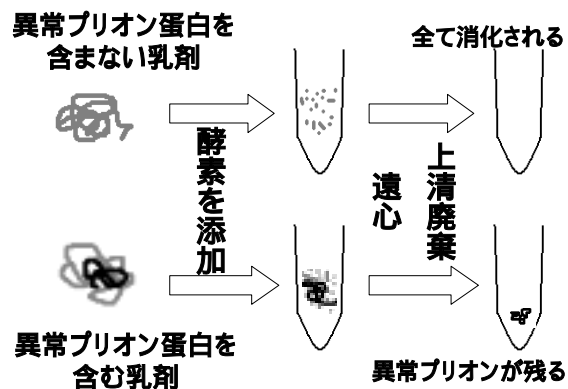 異常プリオン蛋白を
含まない乳剤
全て消化される
酵素を添加
遠心
上清廃棄
異常プリオン蛋白を
含む乳剤
異常プリオンが残る